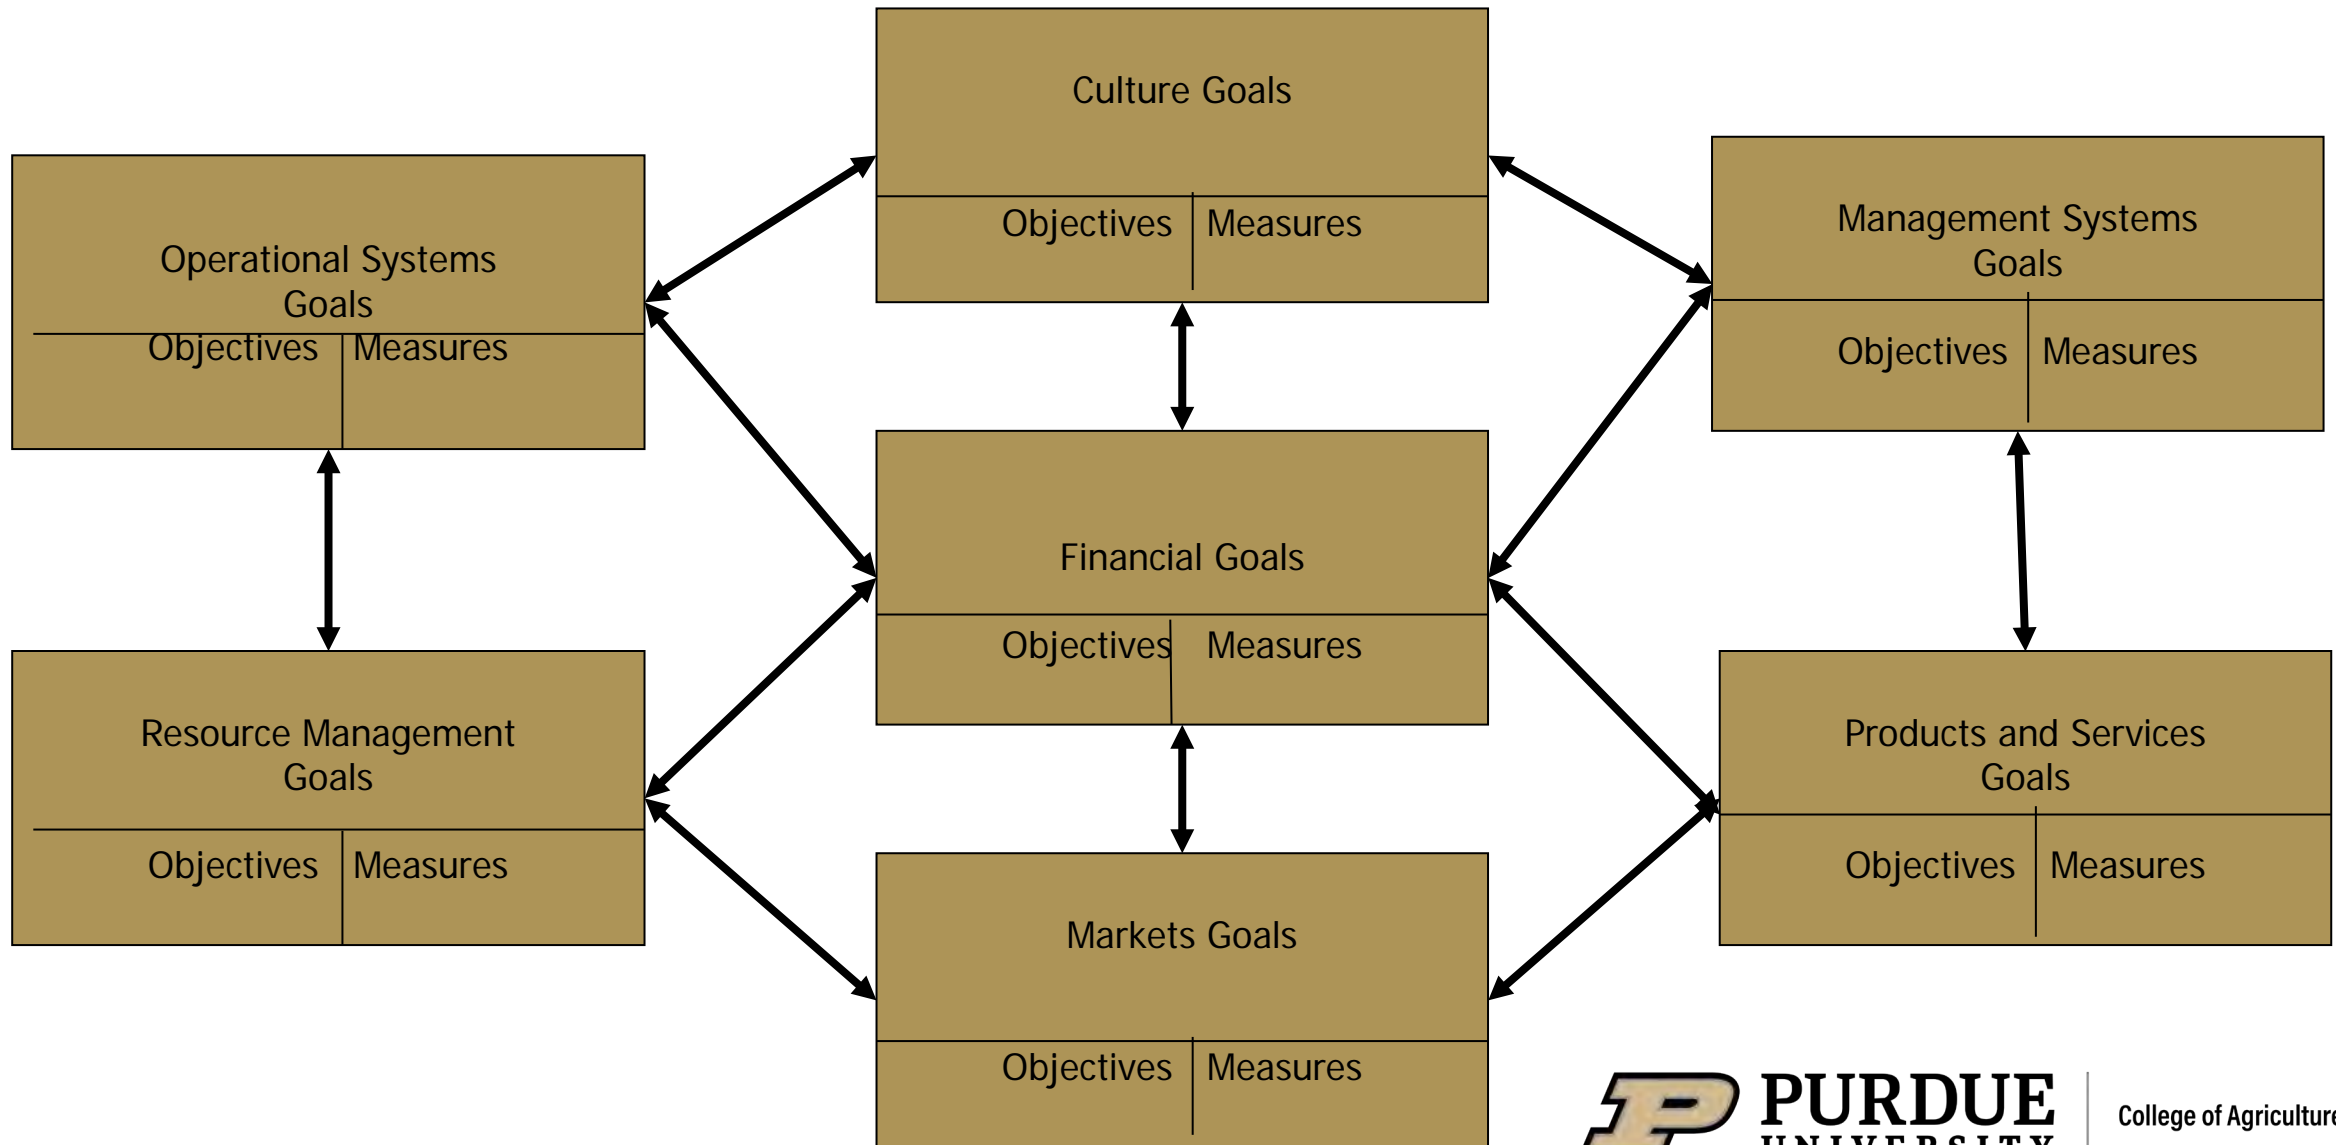 Culture Goals
Objectives Measures
Operational Systems
Goals
Objectives Measures
Management Systems
Goals
Objectives Measures
Financial Goals
Objectives Measures
Resource Management
Goals
Objectives Measures
Products and Services
Goals
Objectives Measures
Markets Goals
Objectives Measures
PURDUE
UNIVERSITY
College of Agriculture